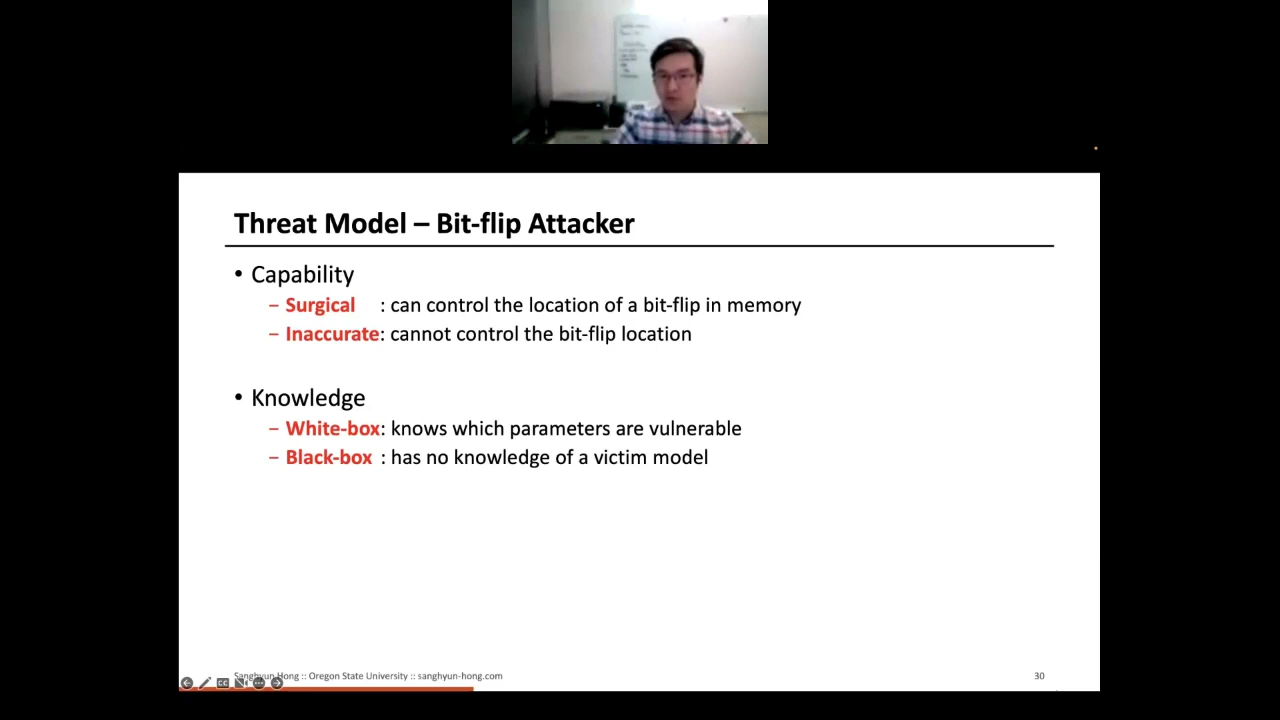 Threat Model – Bit-flip Attacker
• Capability
– Surgical : can control the location of a bit-flip in memory
– Inaccurate: cannot control the bit-flip location
• Knowledge
– White-box: knows which parameters are vulnerable
– Black-box : has no knowledge of a victim model
Sanghyun Hong :: Oregon State University :: sanghyun-hong.com
30